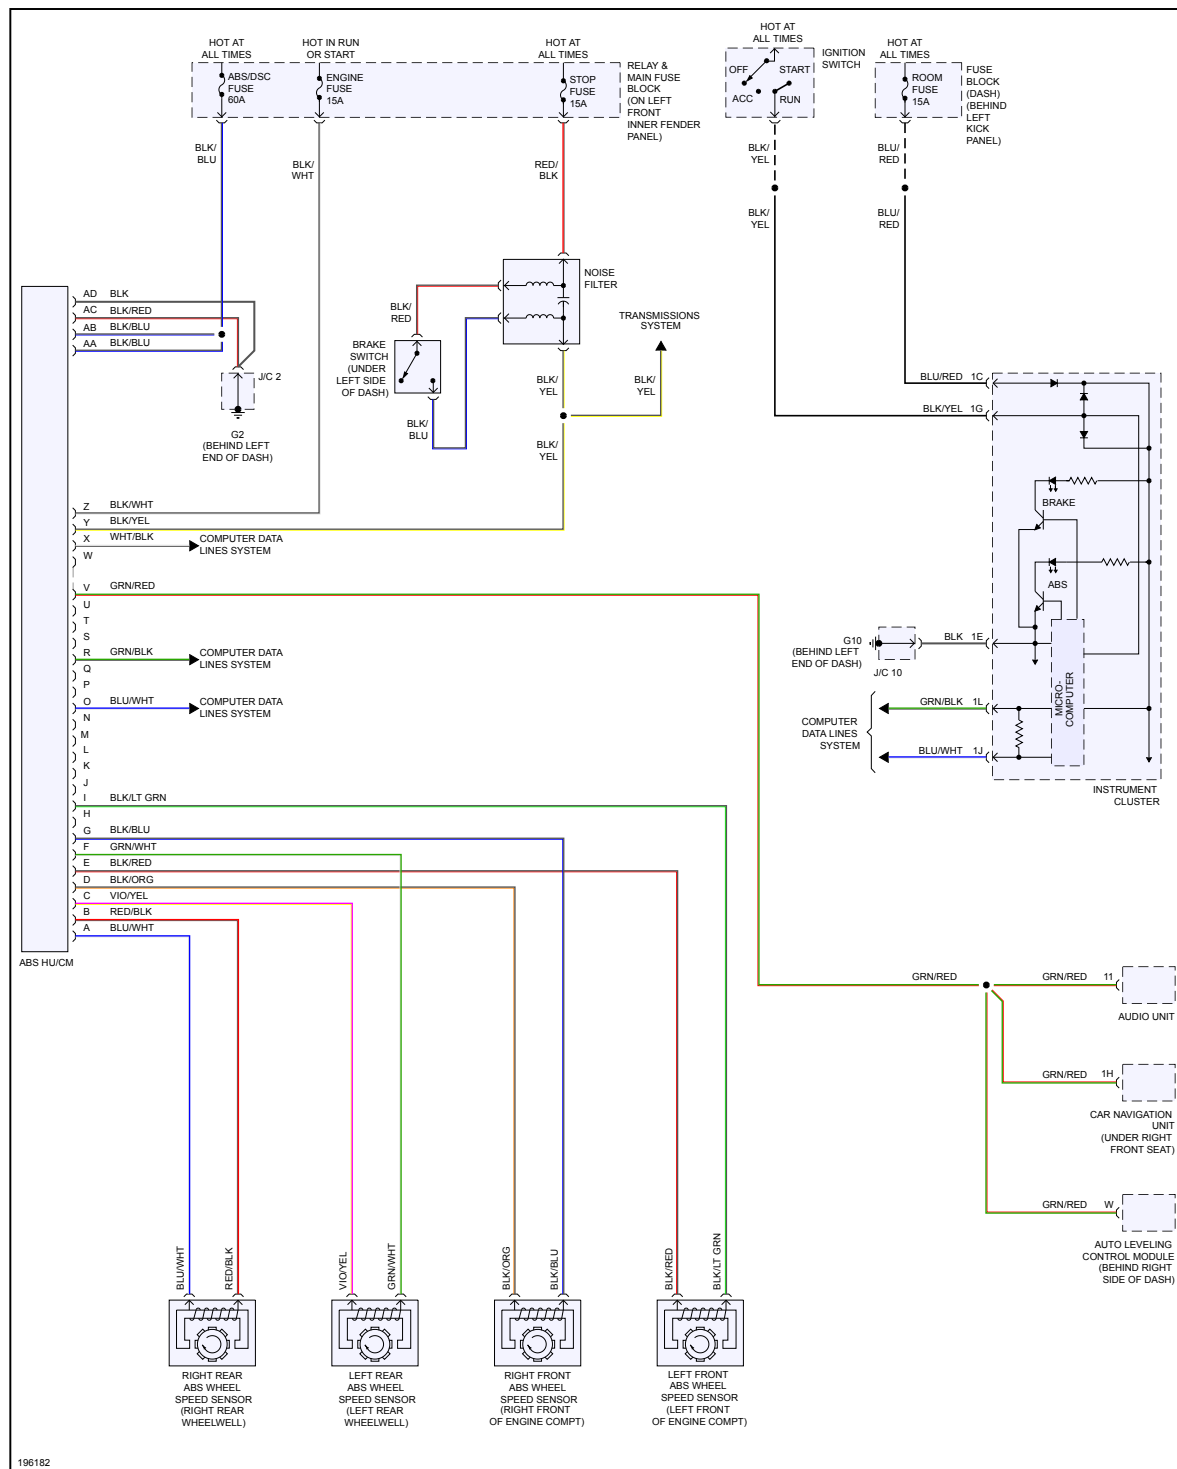 HOT AT
ALL TIMES
HOT IN RUN
OR START
HOT AT
ALL TIMES
HOT AT
ALL TIMES
HOT AT
ALL TIMES
ABS/DSC
FUSE
60A
ENGINE
FUSE
15A
STOP
FUSE
15A
RELAY &
MAIN FUSE
BLOCK
(ON LEFT
FRONT
INNER FENDER
PANEL)
OFF
START
ACC
RUN
IGNITION
SWITCH
ROOM
FUSE
15A
FUSE
BLOCK
(DASH)
(BEHIND
LEFT
KICK
PANEL)
BLK/
BLU
BLK/
WHT
RED/
BLK
BLK/
YEL
BLU/
RED
BLK/
YEL
BLU/
RED
NOISE
FILTER
BLK/
RED
TRANSMISSIONS
SYSTEM
BRAKE
SWITCH
(UNDER
LEFT SIDE
OF DASH)
BLK/
YEL
BLK/
YEL
BLK/
BLU
BLK/
YEL
AD BLK
AC BLK/RED
AB BLK/BLU
AA BLK/BLU
J/C 2
G2
(BEHIND LEFT
END OF DASH)
BLU/RED 1C
BLK/YEL 1G
BRAKE
ABS
G10
(BEHIND LEFT
END OF DASH)
J/C 10
BLK 1E
MICRO-
COMPUTER
GRN/BLK 1L
COMPUTER
DATA LINES
SYSTEM
BLU/WHT 1J
INSTRUMENT
CLUSTER
Z BLK/WHT
Y BLK/YEL
X WHT/BLK
COMPUTER DATA
LINES SYSTEM
W
V GRN/RED
U
T
S
R GRN/BLK
COMPUTER DATA
LINES SYSTEM
Q
P
O BLU/WHT
COMPUTER DATA
LINES SYSTEM
N
M
L
K
J
I BLK/LT GRN
H
G BLK/BLU
F GRN/WHT
E BLK/RED
D BLK/ORG
C VIO/YEL
B RED/BLK
A BLU/WHT
ABS HU/CM
GRN/RED
GRN/RED 11
AUDIO UNIT
GRN/RED 1H
CAR NAVIGATION
UNIT
(UNDER RIGHT
FRONT SEAT)
GRN/RED W
AUTO LEVELING
CONTROL MODULE
(BEHIND RIGHT
SIDE OF DASH)
BLU/WHT
RED/BLK
VIO/YEL
GRN/WHT
BLK/ORG
BLK/BLU
BLK/RED
BLK/LT GRN
RIGHT REAR
ABS WHEEL
SPEED SENSOR
(RIGHT REAR
WHEELWELL)
LEFT REAR
ABS WHEEL
SPEED SENSOR
(LEFT REAR
WHEELWELL)
RIGHT FRONT
ABS WHEEL
SPEED SENSOR
(RIGHT FRONT
OF ENGINE COMPT)
LEFT FRONT
ABS WHEEL
SPEED SENSOR
(LEFT FRONT
OF ENGINE COMPT)
196182